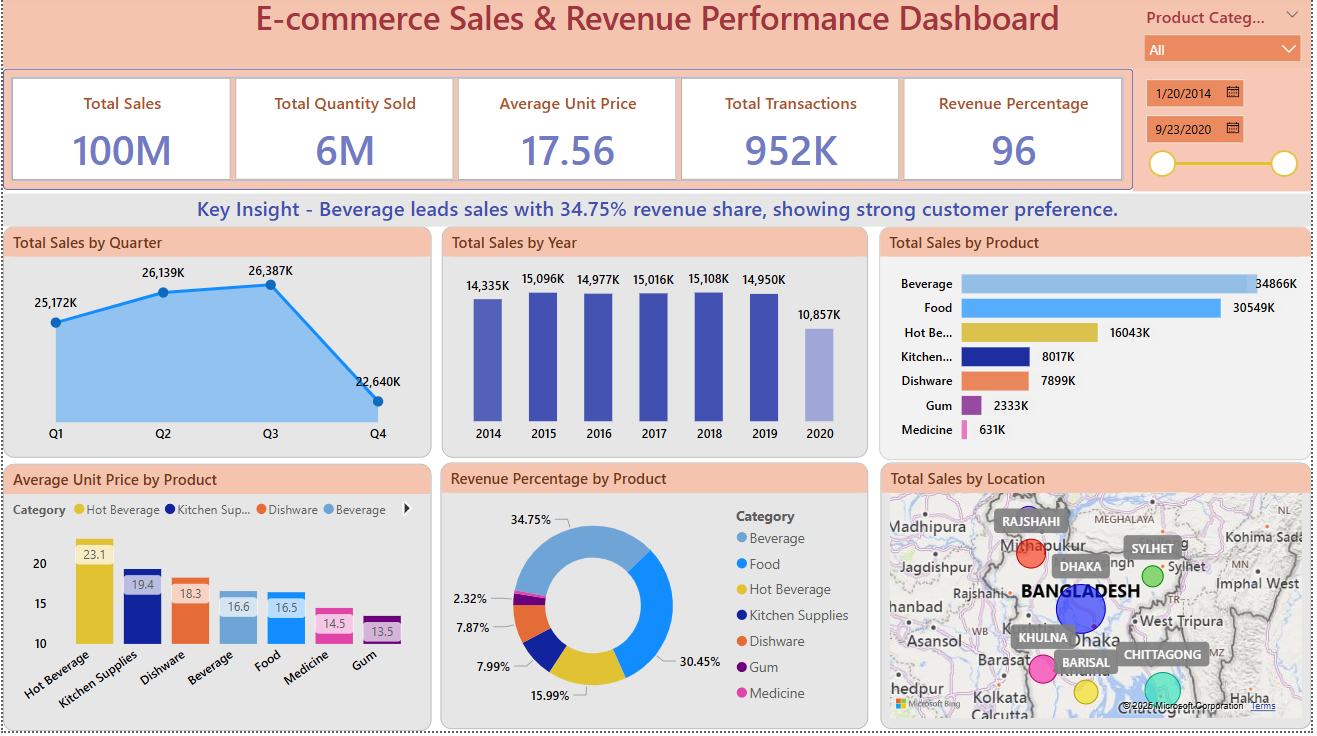 E-commerce Sales & Revenue Performance Dashboard
Product Categ...
All
1/20/2014
9/23/2020
Total Sales
100M
Total Quantity Sold
6M
Average Unit Price
17.56
Total Transactions
952K
Revenue Percentage
96
Key Insight - Beverage leads sales with 34.75% revenue share, showing strong customer preference.
Total Sales by Quarter
25,172K
26,139K
26,387K
22,640K
Q1 Q2 Q3 Q4
Total Sales by Year
14,335K 15,096K 14,977K 15,016K 15,108K 14,950K 10,857K
2014 2015 2016 2017 2018 2019 2020
Total Sales by Product
Beverage 34866K
Food 30549K
Hot Be... 16043K
Kitchen... 8017K
Dishware 7899K
Gum 2333K
Medicine 631K
Average Unit Price by Product
Category Hot Beverage Kitchen Sup... Dishware Beverage
20
15
10
23.1 19.4 18.3 16.6 16.5 14.5 13.5
Hot Beverage Kitchen Supplies Dishware Beverage Food Medicine Gum
Revenue Percentage by Product
34.75%
30.45%
15.99%
7.99%
7.87%
2.32%
Category
Beverage
Food
Hot Beverage
Kitchen Supplies
Dishware
Gum
Medicine
Total Sales by Location
Madhipura
RAJSHAHI
MEGHALAYA
NL
Kohima Sada
Mithapukur
SYLHET
Jagdishpur
DHAKA
Sylhet
MN
Imphal West
Rajshahi
BANGLADESH
TR
hanbad
West Tripura
WB
Asansol
KHULNA
Dhaka
MZ
Barasat
BARISAL
CHITTAGONG
hedpur
Kolkata
Hakha
Microsoft Bing
Calcutta
© 2025 Microsoft Corporation Terms